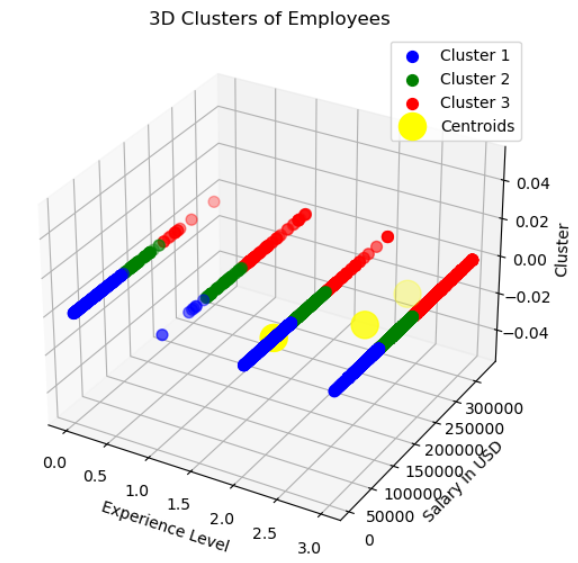 3D Clusters of Employees
Cluster 1
Cluster 2
Cluster 3
Centroids
0.04
0.02
0.00
−0.02
−0.04
Cluster
300000
250000
200000
150000
100000
50000
0
Salary In USD
0.0
0.5
1.0
1.5
2.0
2.5
3.0
Experience Level